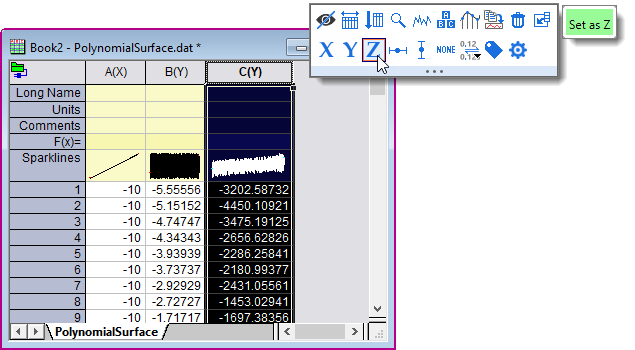 Set as Z
A
B B
X Y Z NONE 0.12 0.12
Book2 - PolynomialSurface.dat *
A(X) B(Y) C(Y)
Long Name
Units
Comments
F(x)=
Sparklines
1 -10 -5.55556 -3202.58732
2 -10 -5.15152 -4450.10921
3 -10 -4.74747 -3475.19125
4 -10 -4.34343 -2656.62826
5 -10 -3.93939 -2286.25841
6 -10 -3.73737 -2180.99377
7 -10 -2.92929 -2431.05561
8 -10 -2.72727 -1453.02941
9 -10 -1.71717 -1697.38356
PolynomialSurface